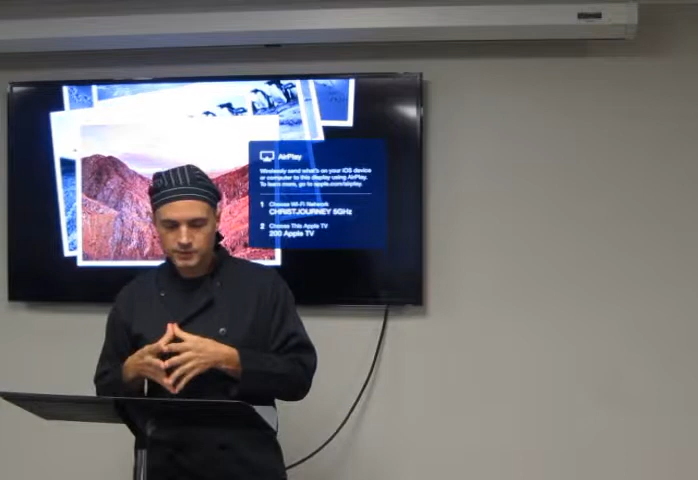 AirPlay
Wirelessly send what's on your iOS device
or computer to this display using AirPlay.
To learn more, go to apple.com/airplay.
1 Choose Wi-Fi Network
CHRISTJOURNEY 5GHz
2 Choose This Apple TV
200 Apple TV